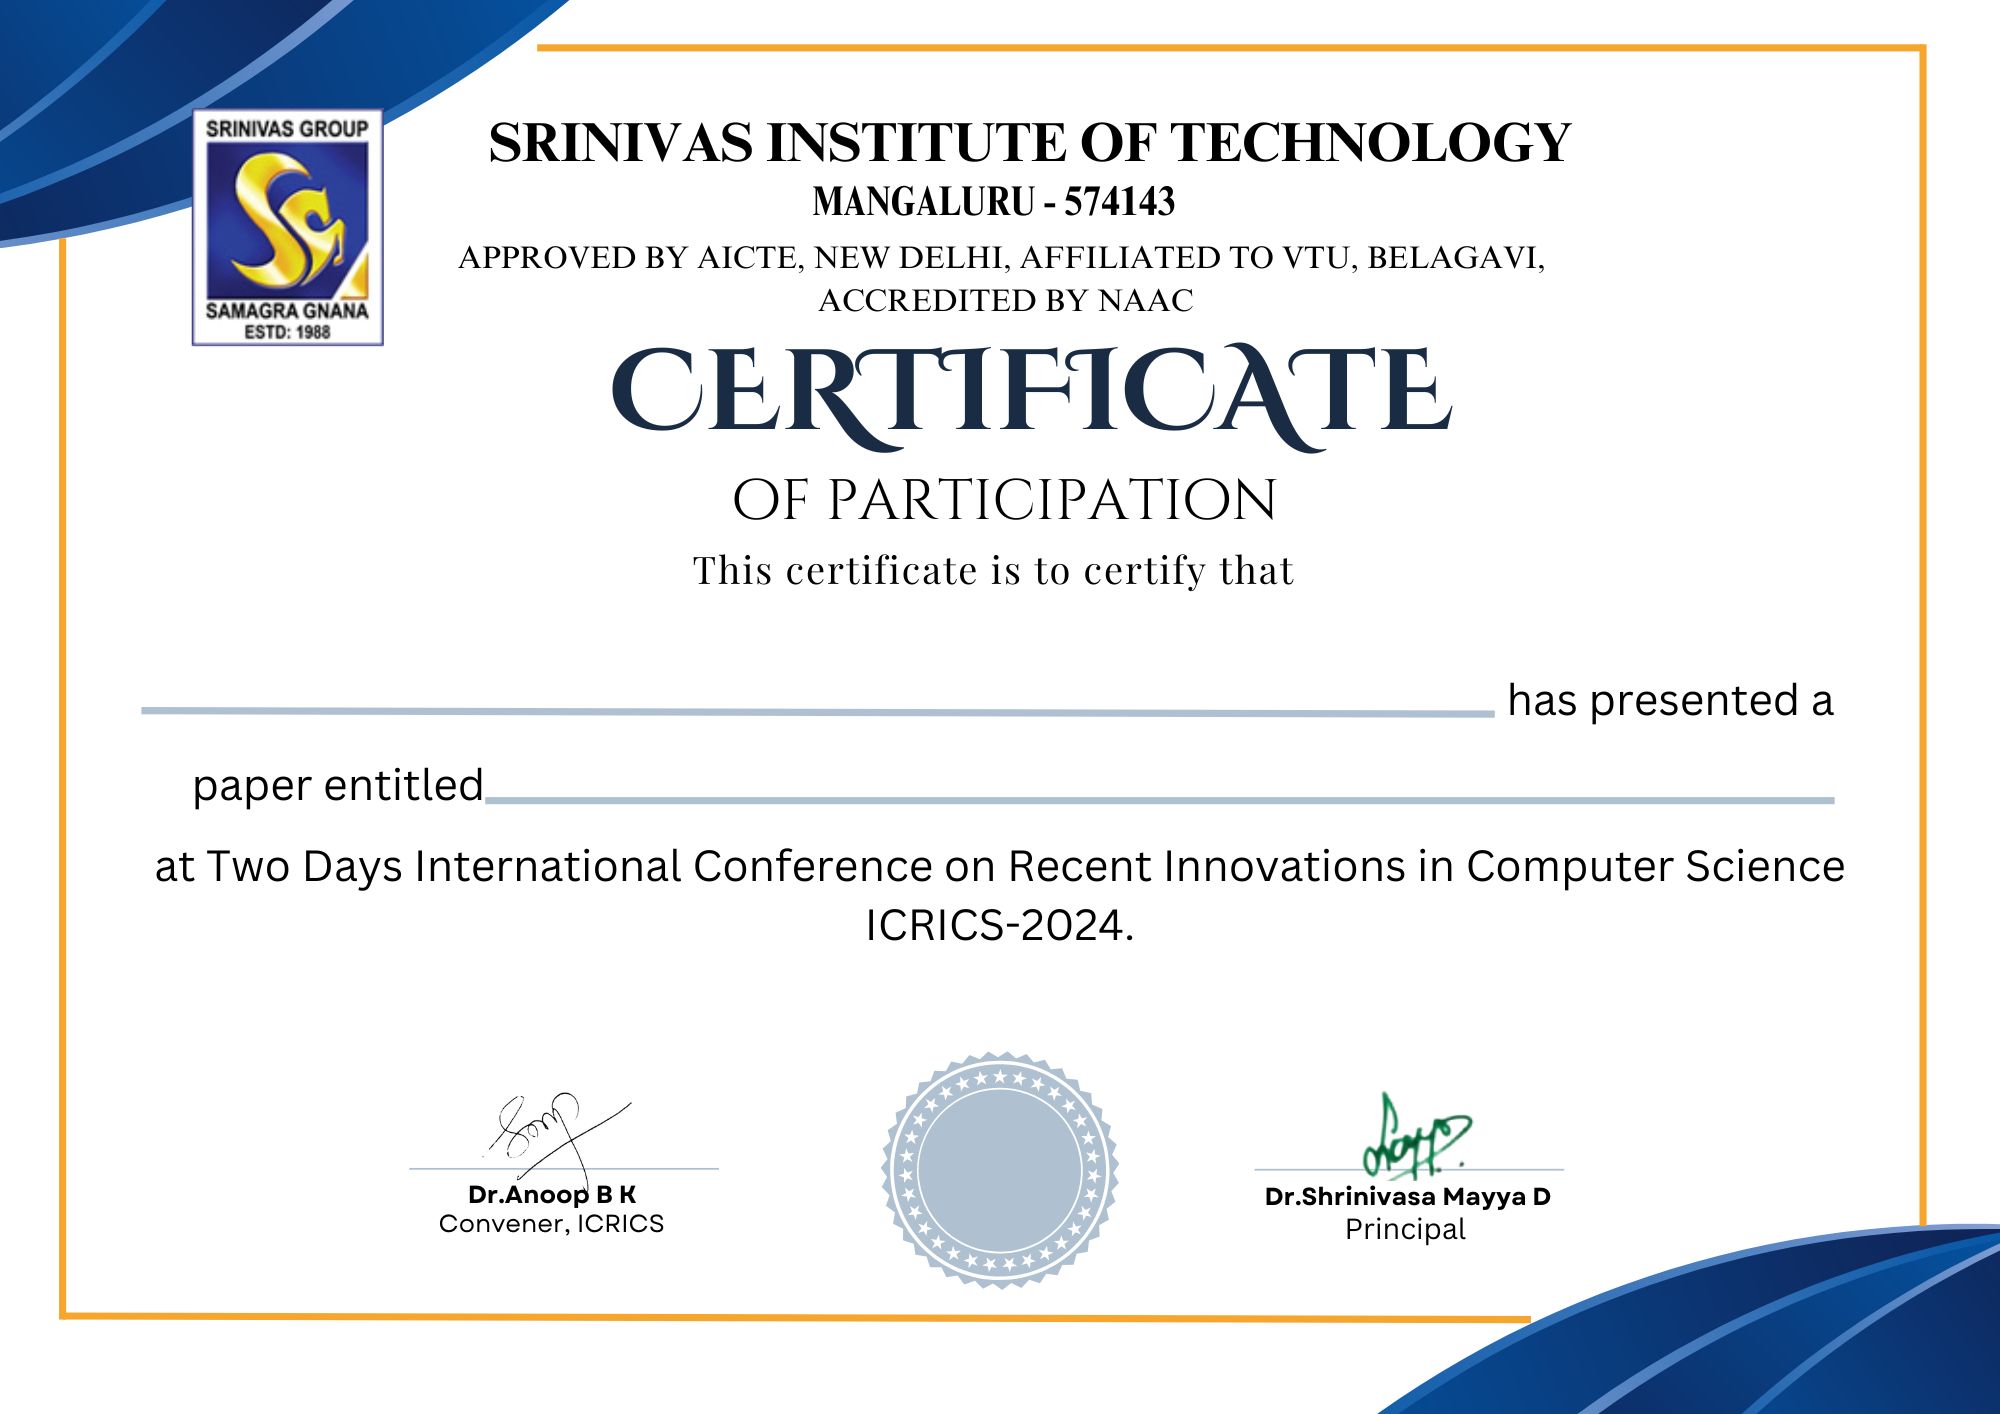 SRINIVAS GROUP
SAMAGRA GNANA
ESTD: 1988
SRINIVAS INSTITUTE OF TECHNOLOGY
MANGALURU - 574143
APPROVED BY AICTE, NEW DELHI, AFFILIATED TO VTU, BELAGAVI,
ACCREDITED BY NAAC
CERTIFICATE
OF PARTICIPATION
This certificate is to certify that
has presented a
paper entitled
at Two Days International Conference on Recent Innovations in Computer Science
ICRICS-2024.
Dr.Anoop B K
Convener, ICRICS
Dr.Shrinivasa Mayya D
Principal